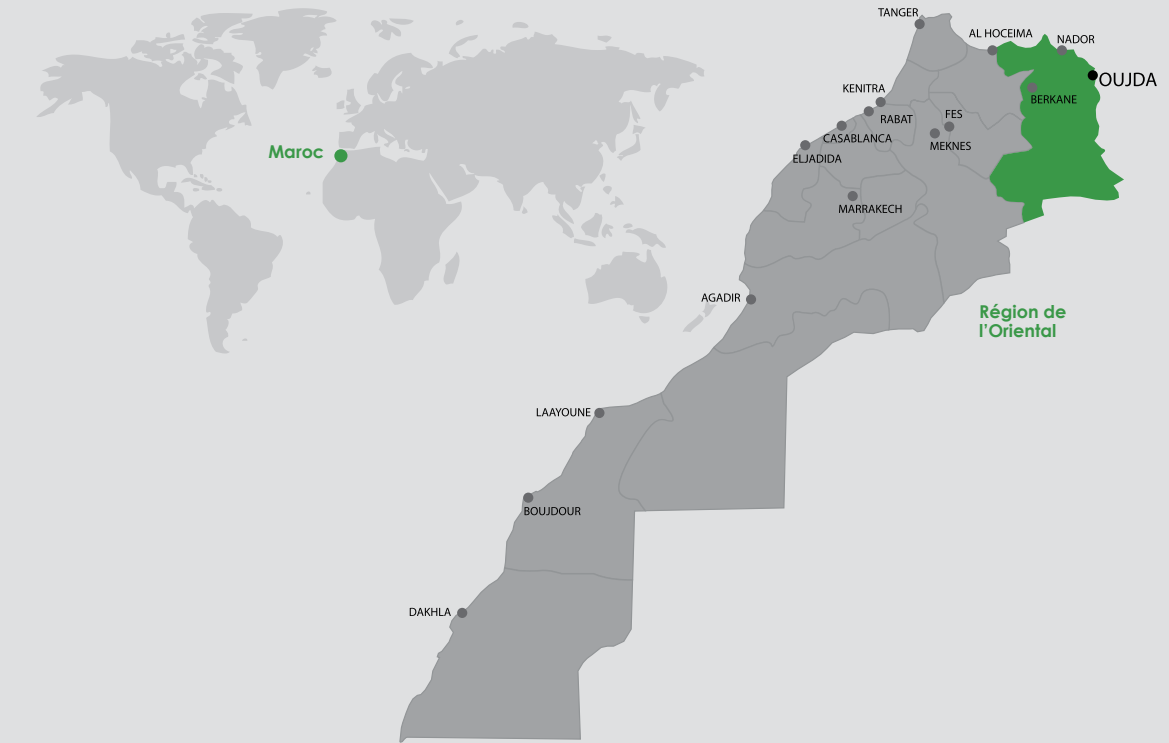 TANGER
AL HOCEIMA
NADOR
OUJDA
KENITRA
BERKANE
RABAT
FES
CASABLANCA
MEKNES
Maroc
ELJADIDA
MARRAKECH
AGADIR
Région de
l'Oriental
LAAYOUNE
BOUJDOUR
DAKHLA